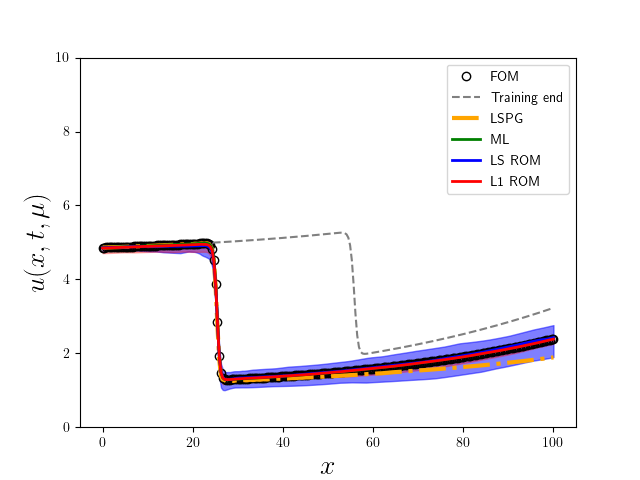 10
8
6
4
2
0
u(x, t, μ)
0
20
40
60
80
100
x
FOM
Training end
LSPG
ML
LS ROM
L1 ROM